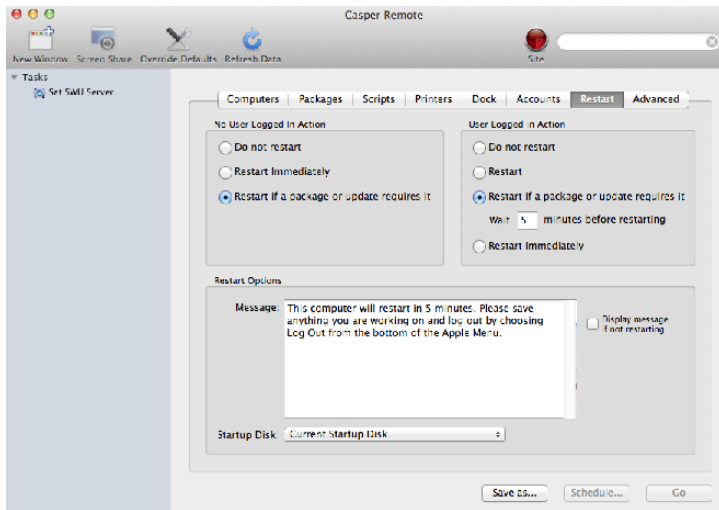 Casper Remote
New Window
Screen Share
Override Defaults
Refresh Data
Site
Tasks
Set SWU Server
Computers
Packages
Scripts
Printers
Dock
Accounts
Restart
Advanced
No User Logged In Action
Do not restart
Restart Immediately
Restart if a package or update requires it
User Logged in Action
Do not restart
Restart
Restart if a package or update requires it
Wait 5 minutes before restarting
Restart Immediately
Restart Options
Message:
This computer will restart in 5 minutes. Please save
anything you are working on and log out by choosing
Log Out from the bottom of the Apple Menu.
Display message
if not restarting
Startup Disk:
Current Startup Disk
Save as...
Schedule...
Go